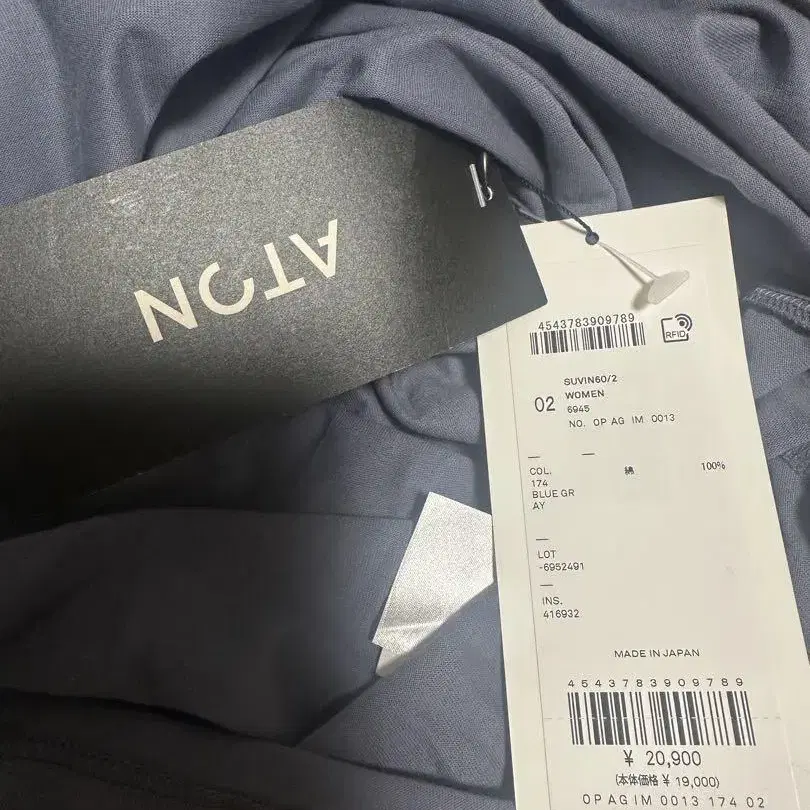 ATON
4543783909789
RFID
SUVIN60/2
02
WOMEN
6945
NO. OP AG IM 0013
COL.
綿 100%
174
BLUE GR
AY
LOT
-6952491
INS.
416932
MADE IN JAPAN
4543783909789
¥ 20,900
(本体価格 ¥ 19,000)
OP AG IM 0013 174 02